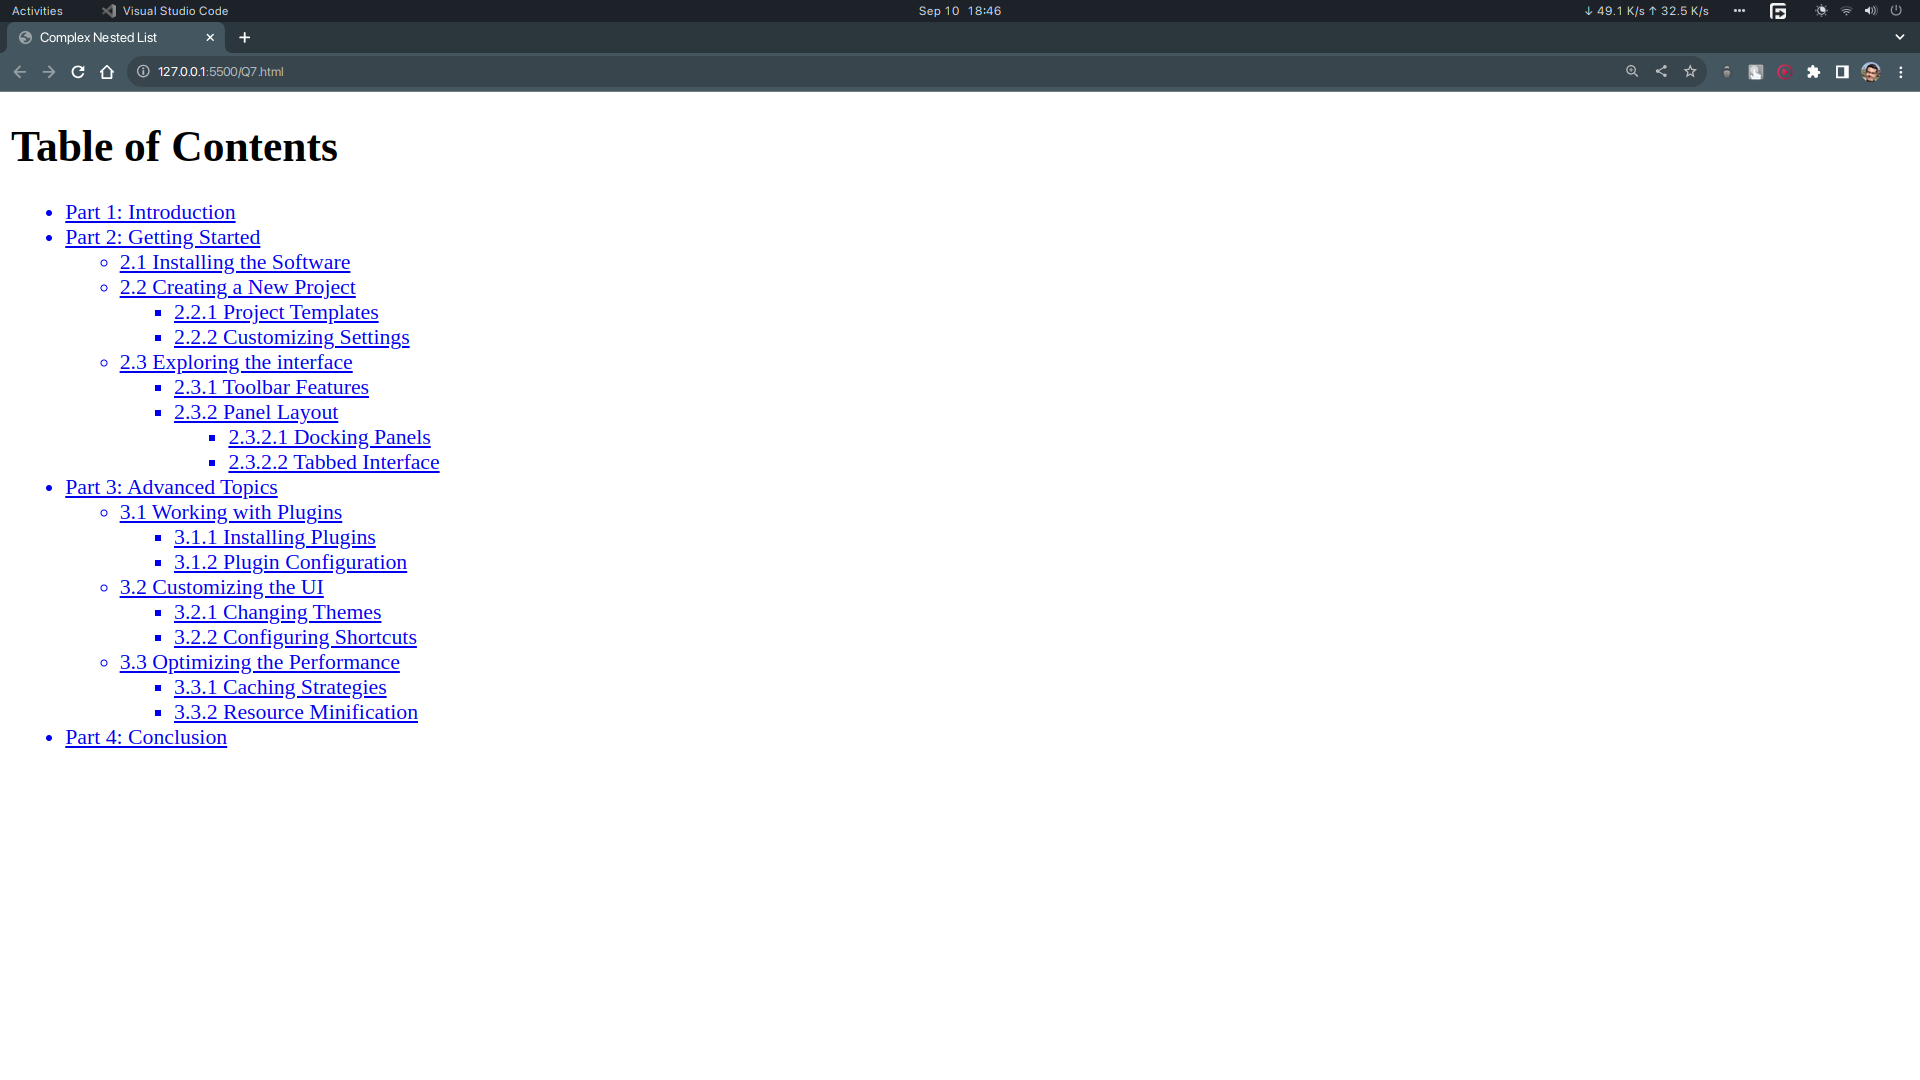 Activities Visual Studio Code Sep 10 18:46 ↓ 49.1 K/s ↑ 32.5 K/s
Complex Nested List
127.0.0.1:5500/Q7.html
Table of Contents
Part 1: Introduction
Part 2: Getting Started
2.1 Installing the Software
2.2 Creating a New Project
2.2.1 Project Templates
2.2.2 Customizing Settings
2.3 Exploring the interface
2.3.1 Toolbar Features
2.3.2 Panel Layout
2.3.2.1 Docking Panels
2.3.2.2 Tabbed Interface
Part 3: Advanced Topics
3.1 Working with Plugins
3.1.1 Installing Plugins
3.1.2 Plugin Configuration
3.2 Customizing the UI
3.2.1 Changing Themes
3.2.2 Configuring Shortcuts
3.3 Optimizing the Performance
3.3.1 Caching Strategies
3.3.2 Resource Minification
Part 4: Conclusion